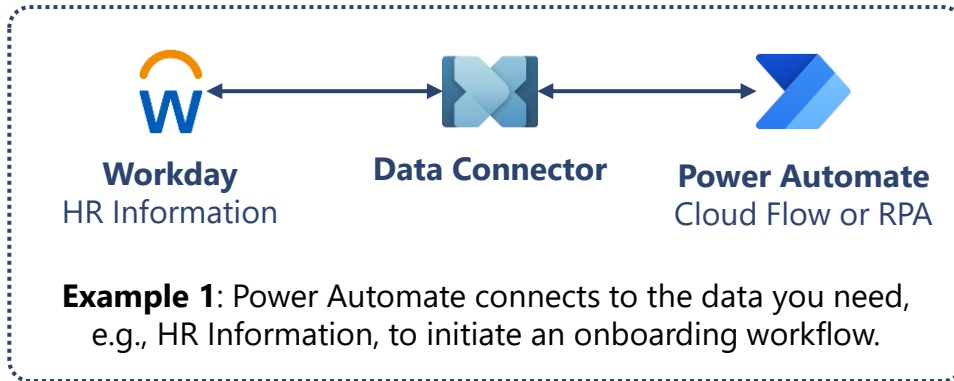 Workday
HR Information
Data Connector
Power Automate
Cloud Flow or RPA
Example 1: Power Automate connects to the data you need,
e.g., HR Information, to initiate an onboarding workflow.